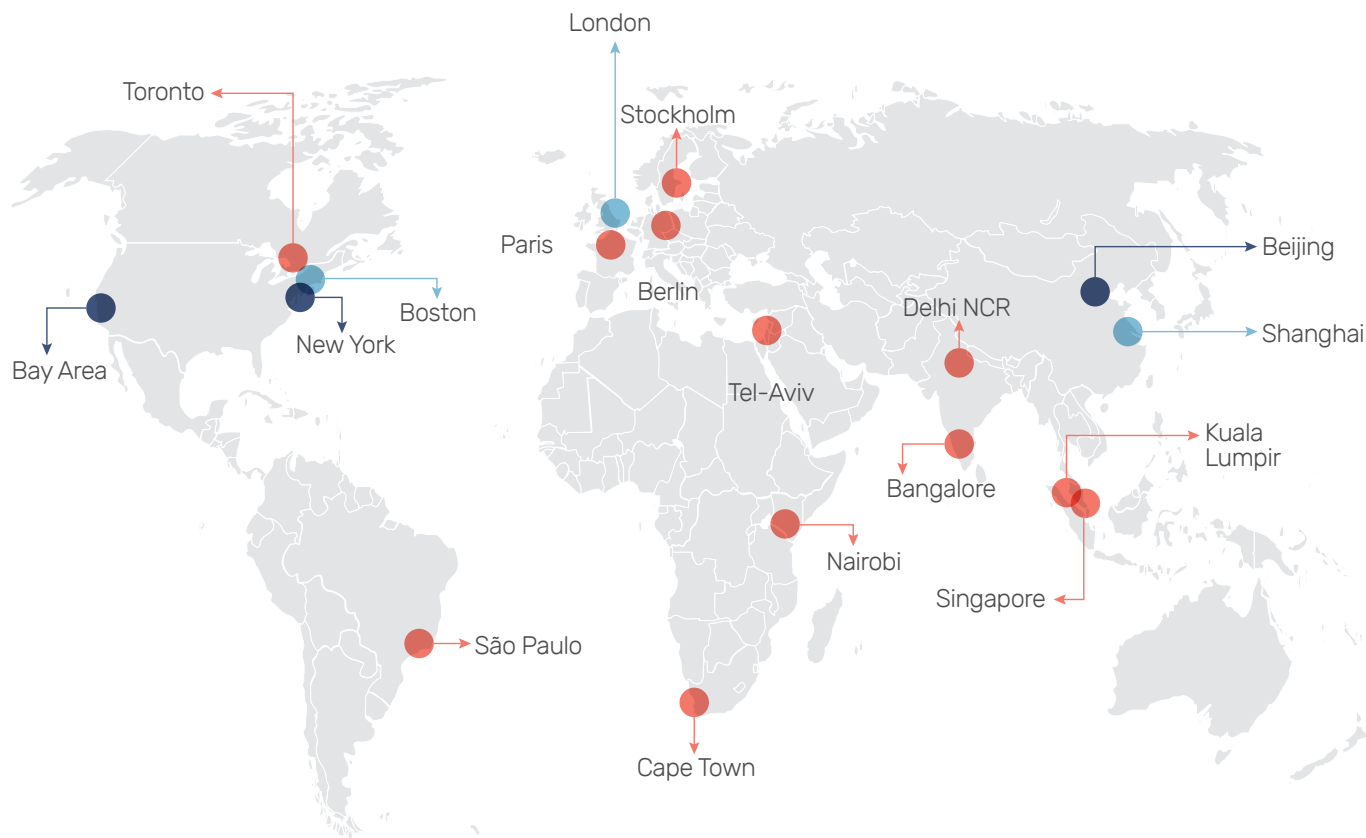 London
Toronto
Stockholm
Paris
Beijing
Berlin
Delhi NCR
Boston
Shanghai
New York
Bay Area
Tel-Aviv
Kuala
Lumpir
Bangalore
Nairobi
Singapore
São Paulo
Cape Town